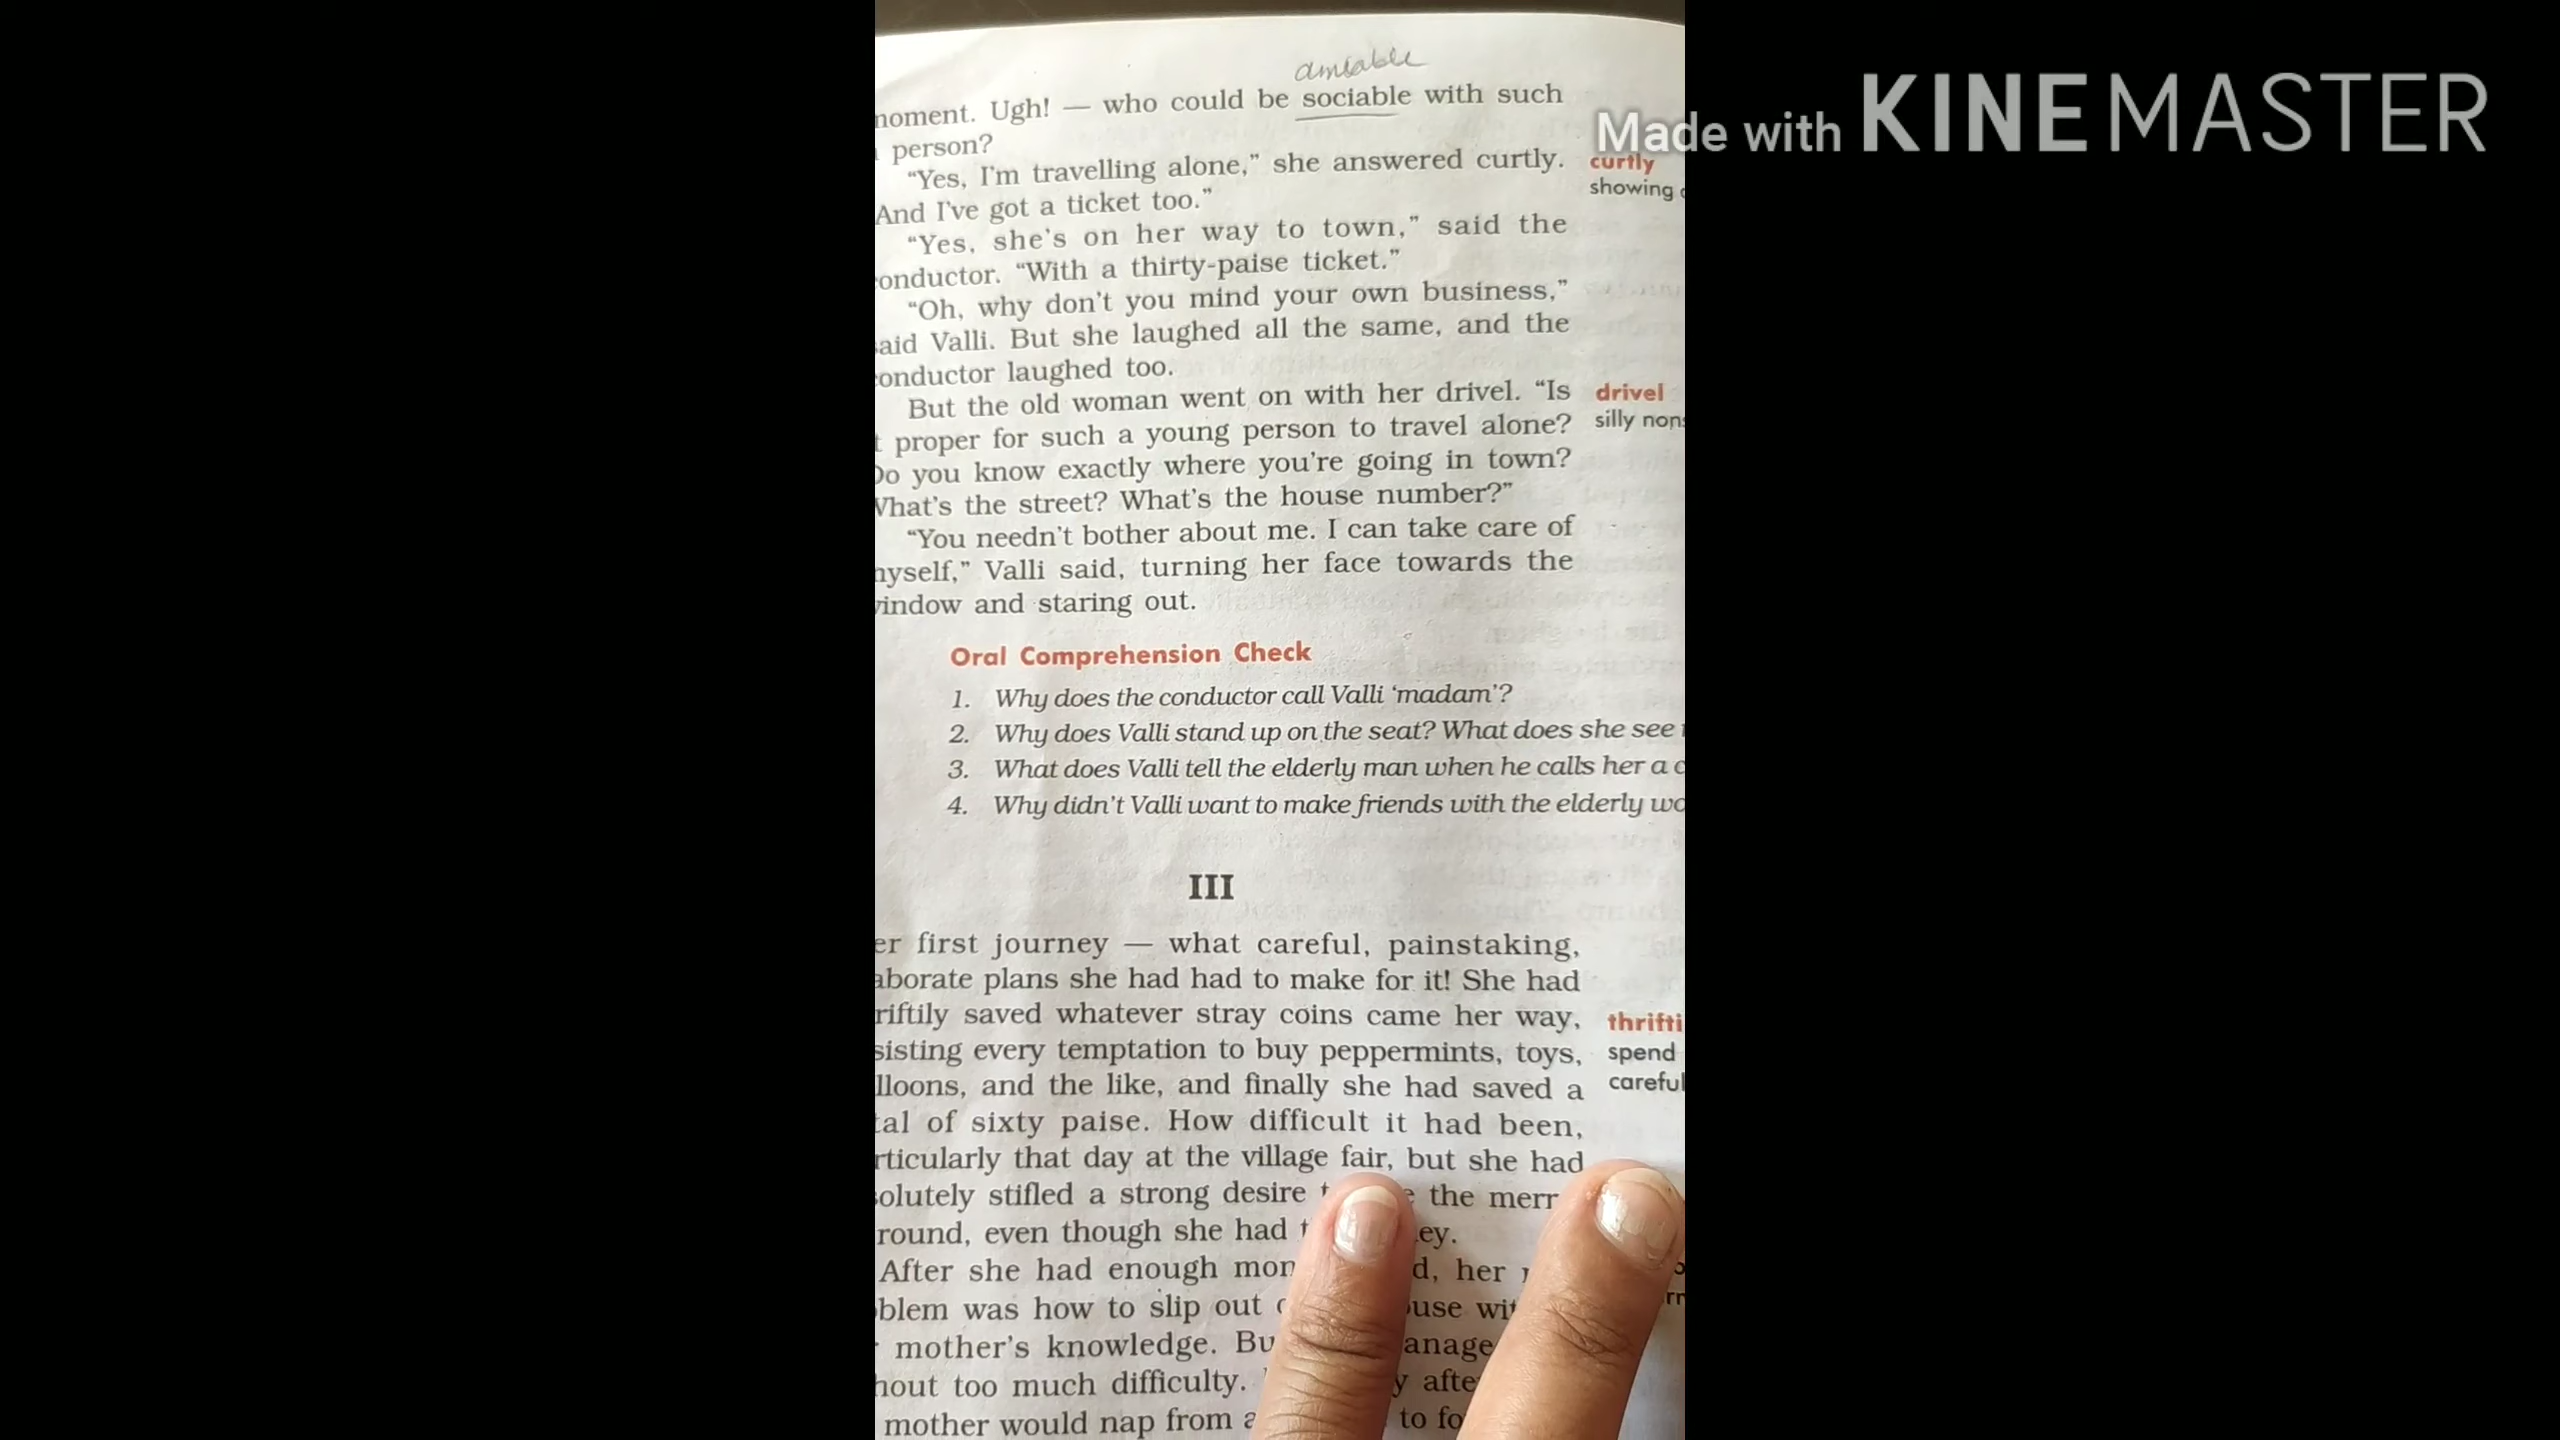 amiable
moment. Ugh! — who could be sociable with such
person?
“Yes, I'm travelling alone,” she answered curtly.
And I've got a ticket too.”
“Yes, she's on her way to town,” said the
conductor. “With a thirty-paise ticket.”
“Oh, why don't you mind your own business,”
said Valli. But she laughed all the same, and the
conductor laughed too.
But the old woman went on with her drivel. “Is
t proper for such a young person to travel alone?
Do you know exactly where you're going in town?
What's the street? What's the house number?”
“You needn't bother about me. I can take care of
myself,” Valli said, turning her face towards the
window and staring out.
curtly
showing
drivel
silly nons
Oral Comprehension Check
1. Why does the conductor call Valli ‘madam’?
2. Why does Valli stand up on the seat? What does she see
3. What does Valli tell the elderly man when he calls her a c
4. Why didn't Valli want to make friends with the elderly wo
III
er first journey — what careful, painstaking,
aborate plans she had had to make for it! She had
riftily saved whatever stray coins came her way,
sisting every temptation to buy peppermints, toys,
lloons, and the like, and finally she had saved a
tal of sixty paise. How difficult it had been,
rticularly that day at the village fair, but she had
solutely stifled a strong desire t the merr
round, even though she had t ey.
After she had enough mon d, her
blem was how to slip out use wit
mother's knowledge. Bu anage
hout too much difficulty. y afte
mother would nap from a to fo
thrifti
spend
careful
Made with KINEMASTER